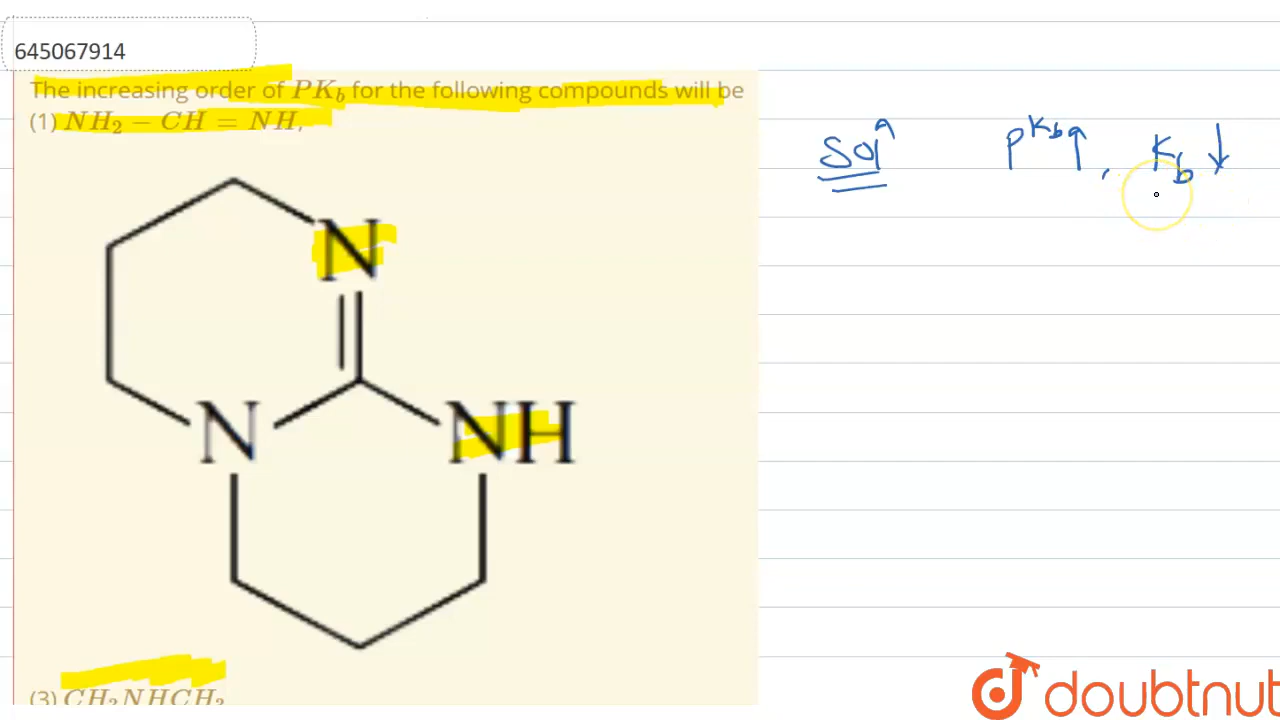 645067914
The increasing order of PK_b for the following compounds will be
(1) NH_2 − CH = NH,
Sol^n pK_b↑, K_b ↓
N
N
NH
(3) CH_3NHCH_3
doubtnut